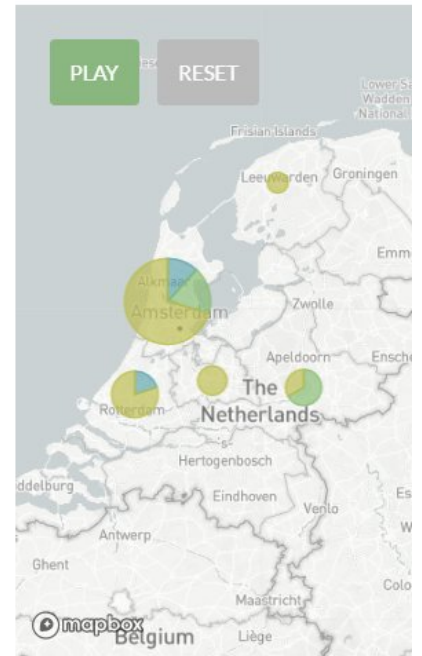 PLAY
RESET
Lower S
Wadden
National
Frisian Islands
Leeuwarden
Groningen
Emm
Alkmaar
Amsterdam
Zwolle
Apeldoorn
Ensche
The
Netherlands
Rotterdam
's-
Hertogenbosch
ddelburg
Eindhoven
Venlo
Es
W
Antwerp
Ghent
Colo
Maastricht
mapbox
Belgium
Liège